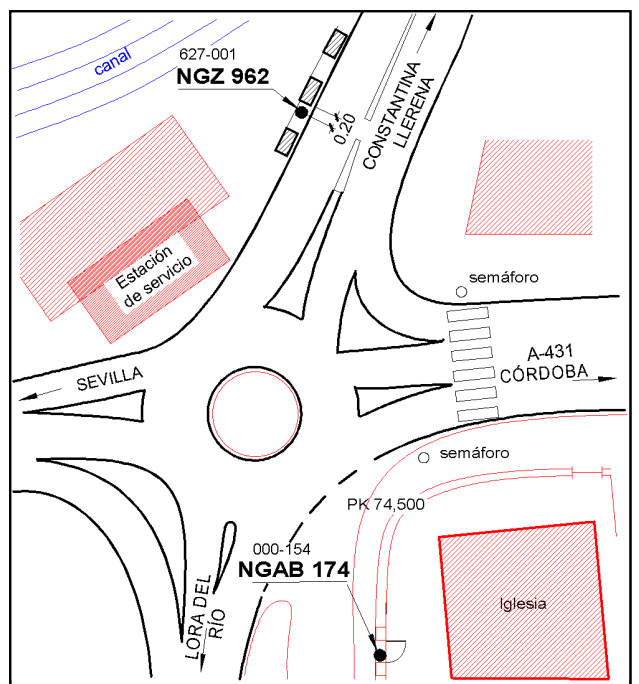 627-001
NGZ 962
canal
0.20
CONSTANTINA
LLERENA
Estación
de servicio
semáforo
A-431
CÓRDOBA
SEVILLA
semáforo
PK 74,500
000-154
NGAB 174
LORA DEL
RÍO
Iglesia